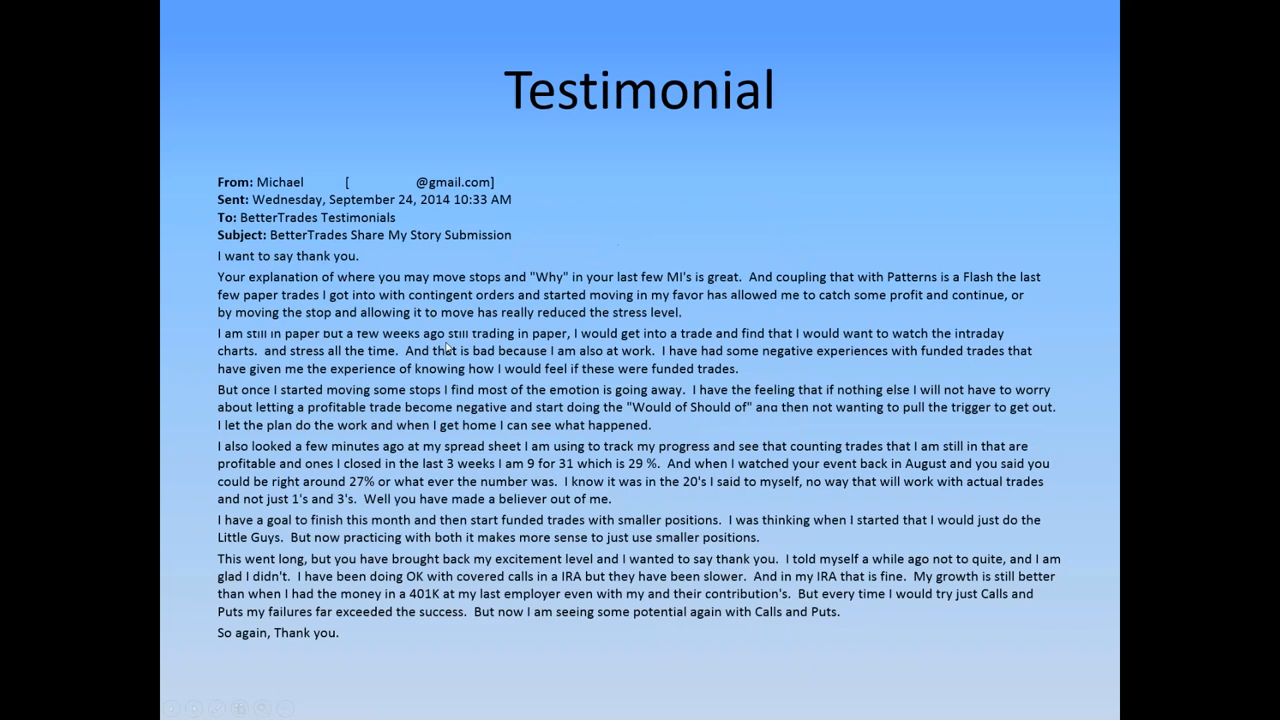 Testimonial
From: Michael [ @gmail.com]
Sent: Wednesday, September 24, 2014 10:33 AM
To: BetterTrades Testimonials
Subject: BetterTrades Share My Story Submission
I want to say thank you.
Your explanation of where you may move stops and "Why" in your last few MI's is great. And coupling that with Patterns is a Flash the last
few paper trades I got into with contingent orders and started moving in my favor has allowed me to catch some profit and continue, or
by moving the stop and allowing it to move has really reduced the stress level.
I am still in paper but a few weeks ago still trading in paper, I would get into a trade and find that I would want to watch the intraday
charts. and stress all the time. And that is bad because I am also at work. I have had some negative experiences with funded trades that
have given me the experience of knowing how I would feel if these were funded trades.
But once I started moving some stops I find most of the emotion is going away. I have the feeling that if nothing else I will not have to worry
about letting a profitable trade become negative and start doing the "Would of Should of" and then not wanting to pull the trigger to get out.
I let the plan do the work and when I get home I can see what happened.
I also looked a few minutes ago at my spread sheet I am using to track my progress and see that counting trades that I am still in that are
profitable and ones I closed in the last 3 weeks I am 9 for 31 which is 29 %. And when I watched your event back in August and you said you
could be right around 27% or what ever the number was. I know it was in the 20's I said to myself, no way that will work with actual trades
and not just 1's and 3's. Well you have made a believer out of me.
I have a goal to finish this month and then start funded trades with smaller positions. I was thinking when I started that I would just do the
Little Guys. But now practicing with both it makes more sense to just use smaller positions.
This went long, but you have brought back my excitement level and I wanted to say thank you. I told myself a while ago not to quite, and I am
glad I didn't. I have been doing OK with covered calls in a IRA but they have been slower. And in my IRA that is fine. My growth is still better
than when I had the money in a 401K at my last employer even with my and their contribution's. But every time I would try just Calls and
Puts my failures far exceeded the success. But now I am seeing some potential again with Calls and Puts.
So again, Thank you.